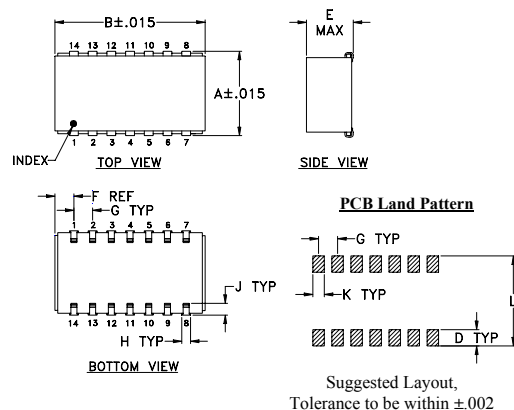 B±.015
E
MAX
14 13 12 11 10 9 8
A±.015
INDEX
1 2 3 4 5 6 7
TOP VIEW
SIDE VIEW
F REF
G TYP
1 2 3 4 5 6 7
J TYP
14 13 12 11 10 9 8
H TYP
BOTTOM VIEW
PCB Land Pattern
G TYP
K TYP
L
D TYP
Suggested Layout,
Tolerance to be within ±.002